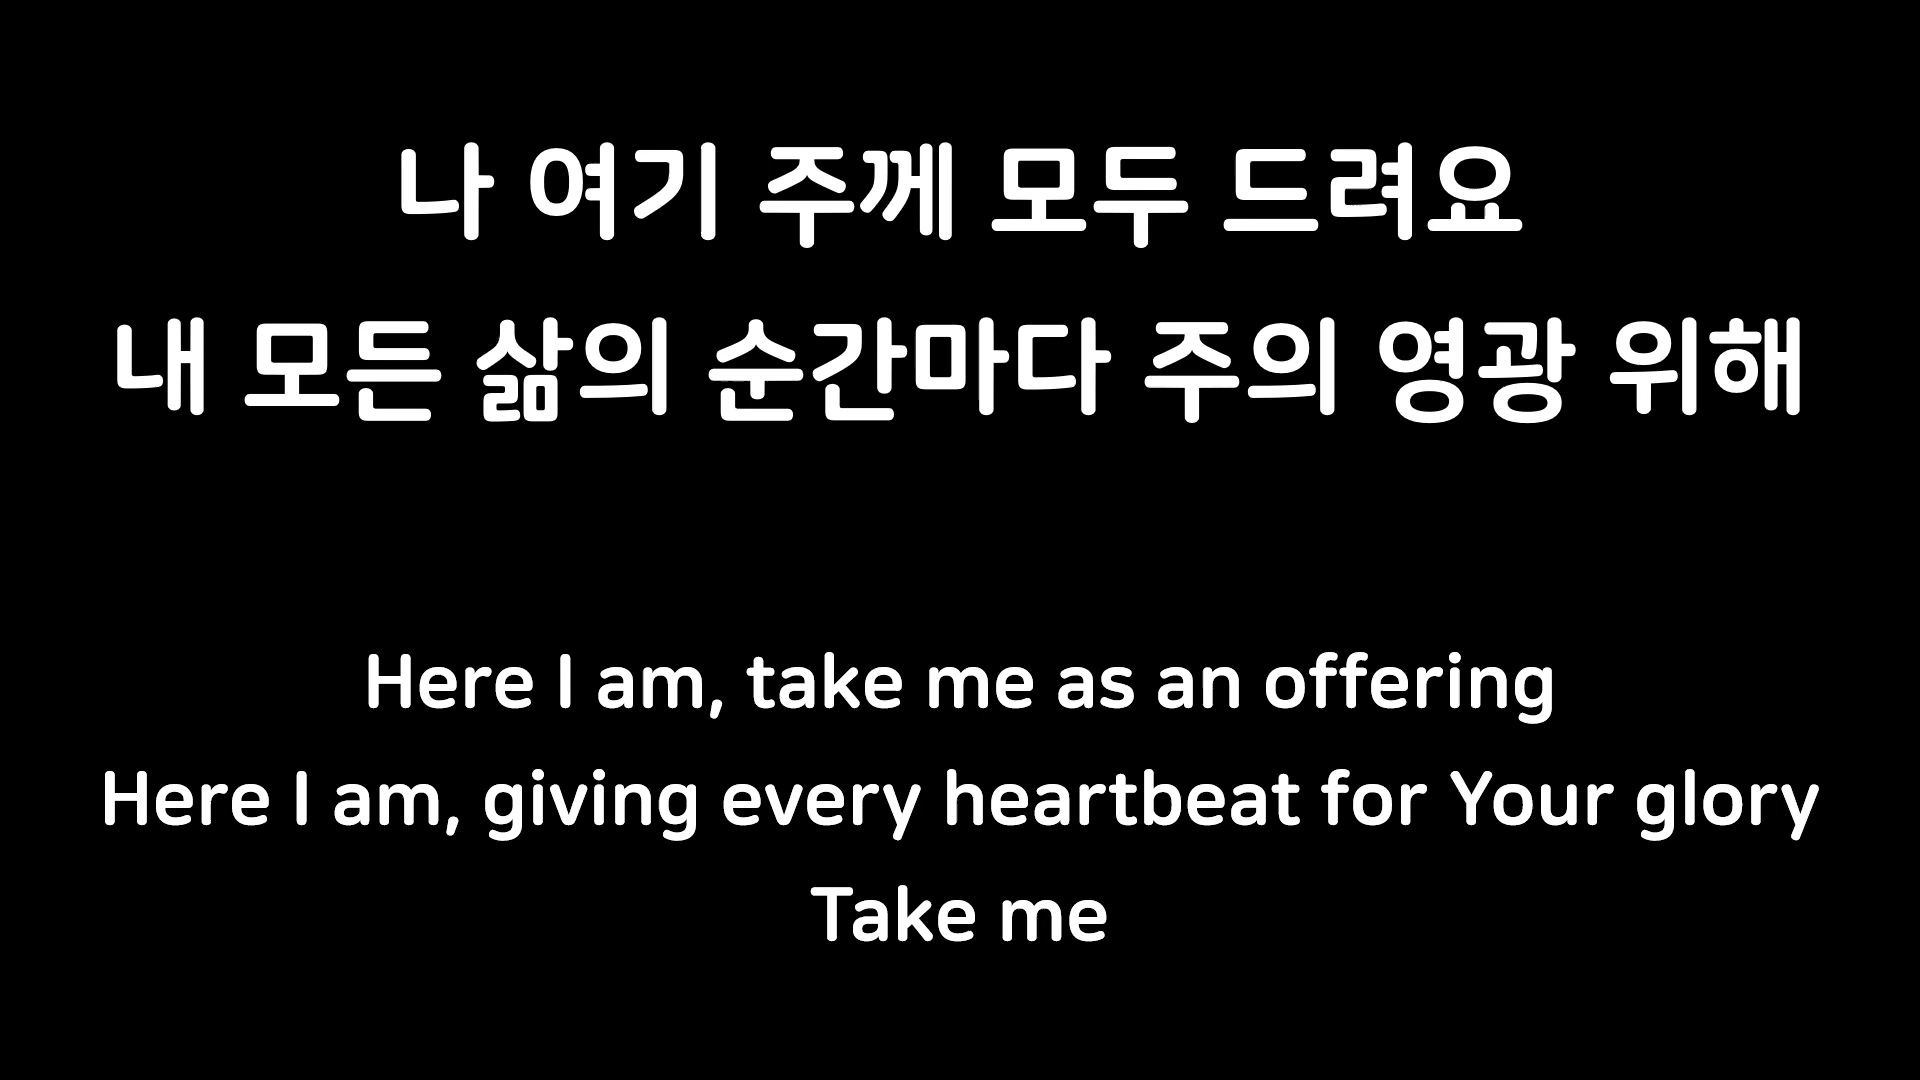 나 여기 주께 모두 드려요
내 모든 삶의 순간마다 주의 영광 위해
Here I am, take me as an offering
Here I am, giving every heartbeat for Your glory
Take me